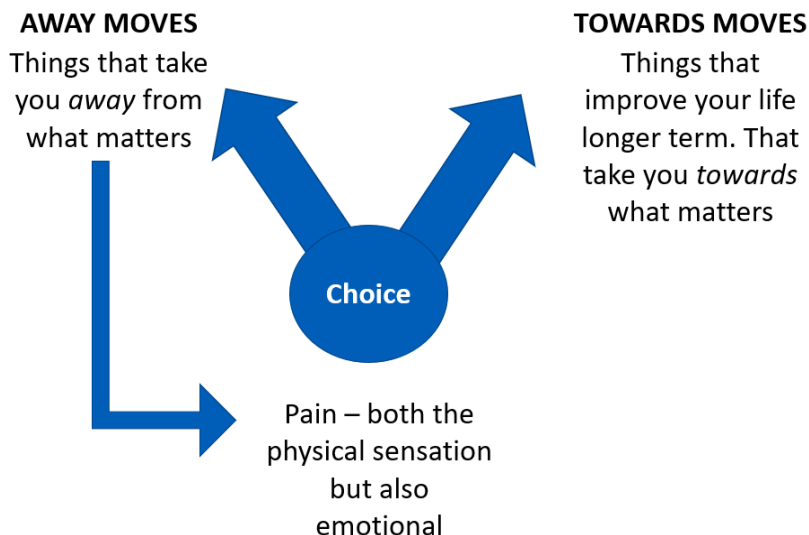 AWAY MOVES
Things that take
you away from
what matters
TOWARDS MOVES
Things that
improve your life
longer term. That
take you towards
what matters
Choice
Pain – both the
physical sensation
but also
emotional